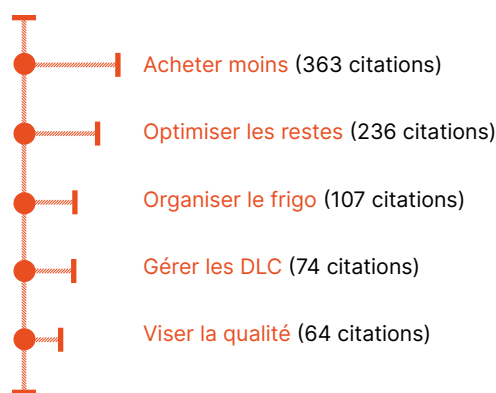 Acheter moins (363 citations)
Optimiser les restes (236 citations)
Organiser le frigo (107 citations)
Gérer les DLC (74 citations)
Viser la qualité (64 citations)